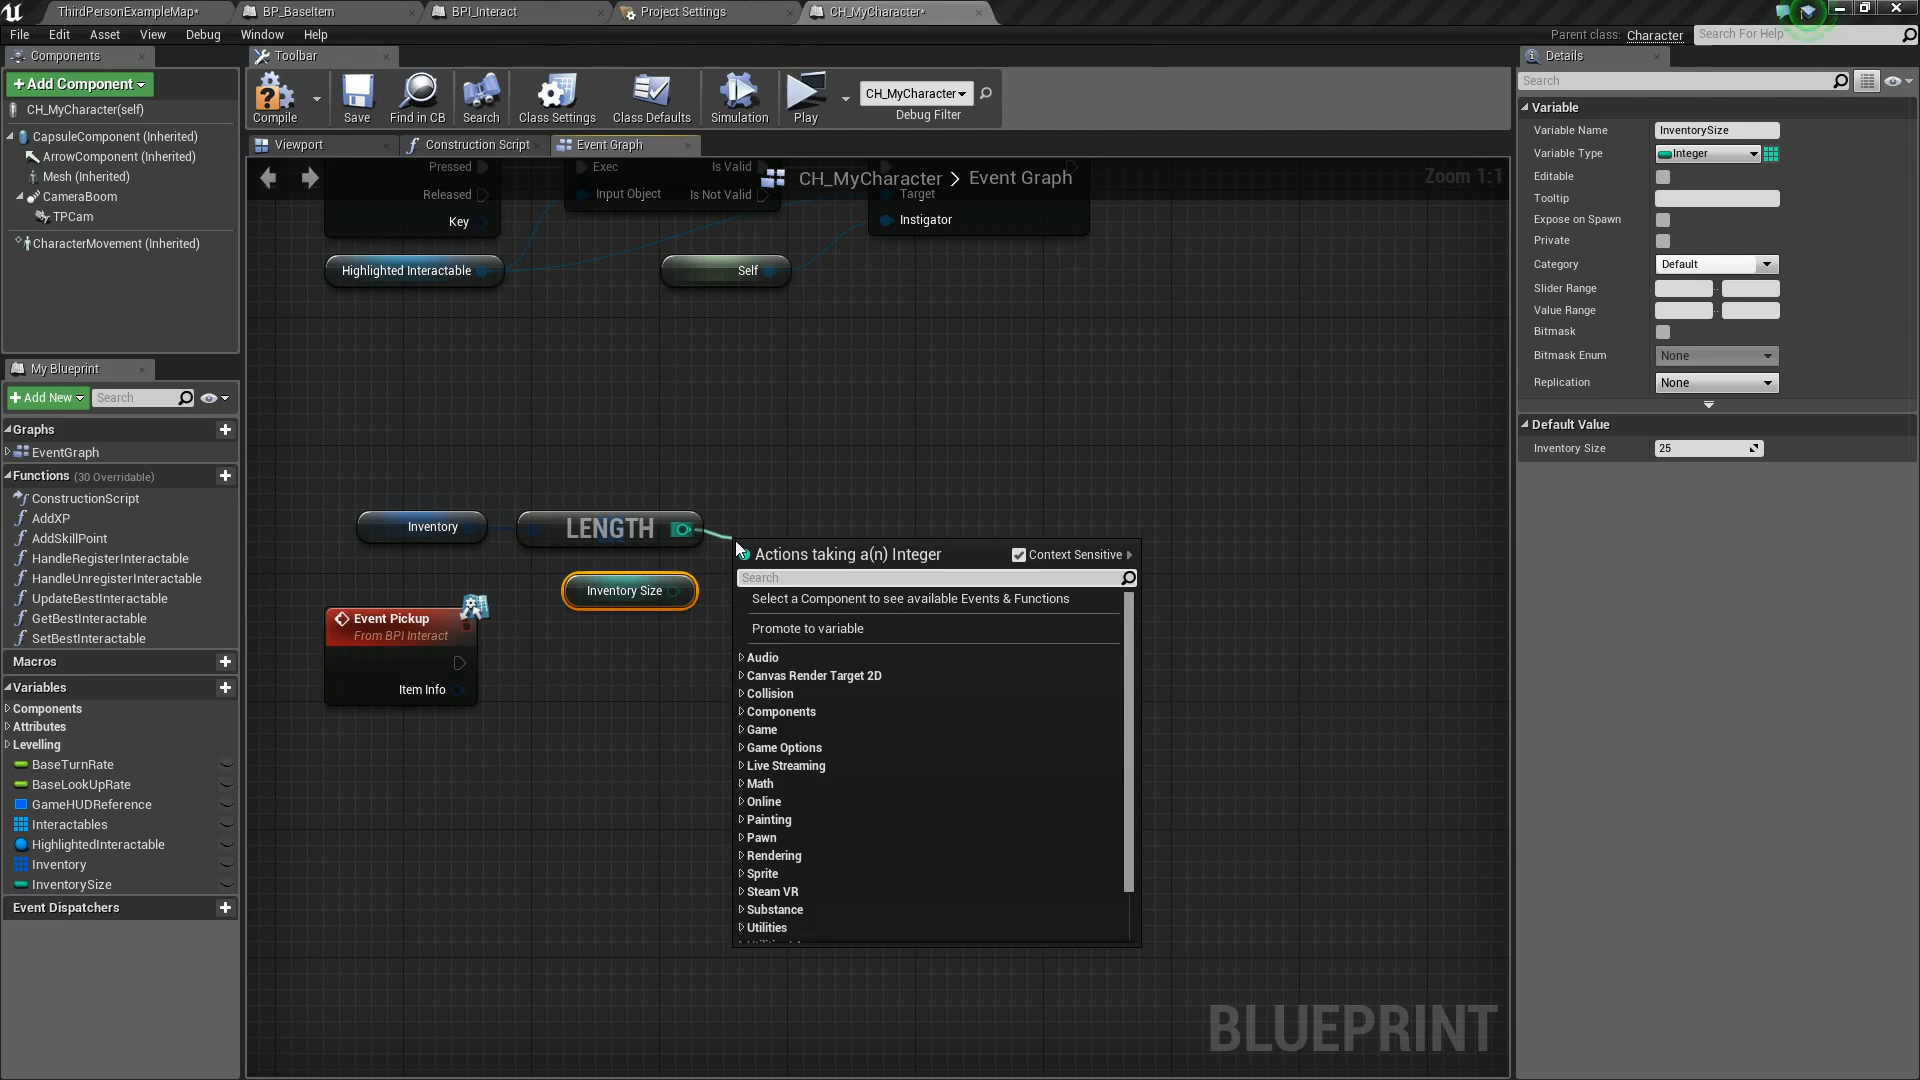 ThirdPersonExampleMap*
BP_BaseItem
BPI_Interact
Project Settings
CH_MyCharacter*
File
Edit
Asset
View
Debug
Window
Help
Parent class:
Character
Search For Help
Components
Toolbar
Details
+Add Component
CH_MyCharacter(self)
CapsuleComponent (Inherited)
ArrowComponent (Inherited)
Mesh (Inherited)
CameraBoom
TPCam
CharacterMovement (Inherited)
Compile
Save
Find in CB
Search
Class Settings
Class Defaults
Simulation
Play
CH_MyCharacter
Debug Filter
Viewport
Construction Script
Event Graph
CH_MyCharacter > Event Graph
Zoom 1:1
Pressed
Released
Key
Exec
Is Valid
Input Object
Is Not Valid
Target
Instigator
Highlighted Interactable
Self
Inventory
LENGTH
Inventory Size
Event Pickup
From BPI Interact
Item Info
Actions taking a(n) Integer
Context Sensitive
Search
Select a Component to see available Events & Functions
Promote to variable
Audio
Canvas Render Target 2D
Collision
Components
Game
Game Options
Live Streaming
Math
Online
Painting
Pawn
Rendering
Sprite
Steam VR
Substance
Utilities
BLUEPRINT
My Blueprint
+Add New
Search
Graphs
EventGraph
Functions (30 Overridable)
ConstructionScript
AddXP
AddSkillPoint
HandleRegisterInteractable
HandleUnregisterInteractable
UpdateBestInteractable
GetBestInteractable
SetBestInteractable
Macros
Variables
Components
Attributes
Levelling
BaseTurnRate
BaseLookUpRate
GameHUDReference
Interactables
HighlightedInteractable
Inventory
InventorySize
Event Dispatchers
Search
Variable
Variable Name
InventorySize
Variable Type
Integer
Editable
Tooltip
Expose on Spawn
Private
Category
Default
Slider Range
Value Range
Bitmask
Bitmask Enum
None
Replication
None
Default Value
Inventory Size
25